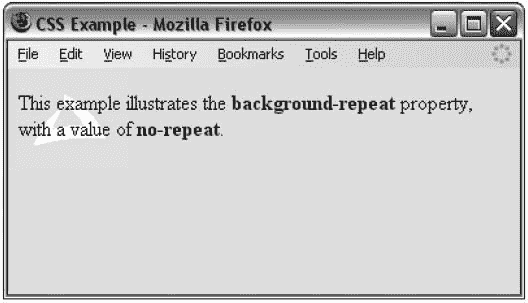 CSS Example - Mozilla Firefox
File Edit View History Bookmarks Tools Help
This example illustrates the background-repeat property,
with a value of no-repeat.